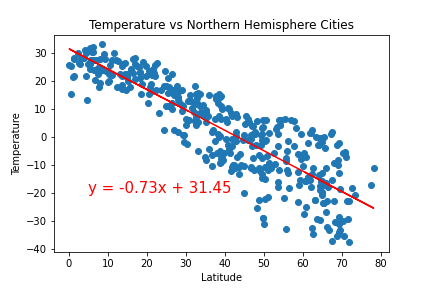 Temperature vs Northern Hemisphere Cities
30
20
10
0
−10
−20
−30
−40
Temperature
y = -0.73x + 31.45
0 10 20 30 40 50 60 70 80
Latitude